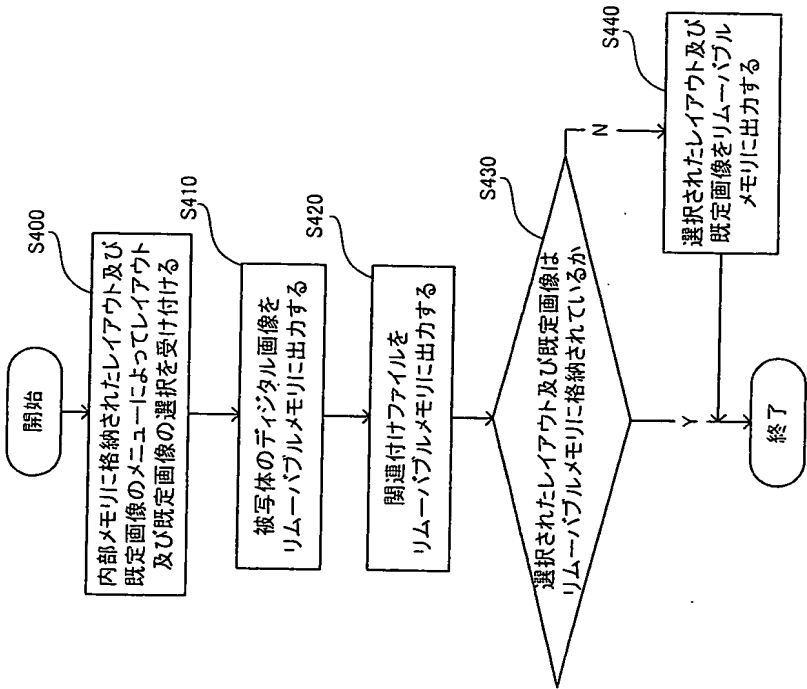 開始
S400
内部メモリに格納されたレイアウト及び
既定画像のメニューによってレイアウト
及び既定画像の選択を受け付ける
S410
被写体のディジタル画像を
リムーバブルメモリに出力する
S420
関連付けファイルを
リムーバブルメモリに出力する
S430
選択されたレイアウト及び既定画像は
リムーバブルメモリに格納されているか
N
S440
選択されたレイアウト及び
既定画像をリムーバブル
メモリに出力する
Y
終了